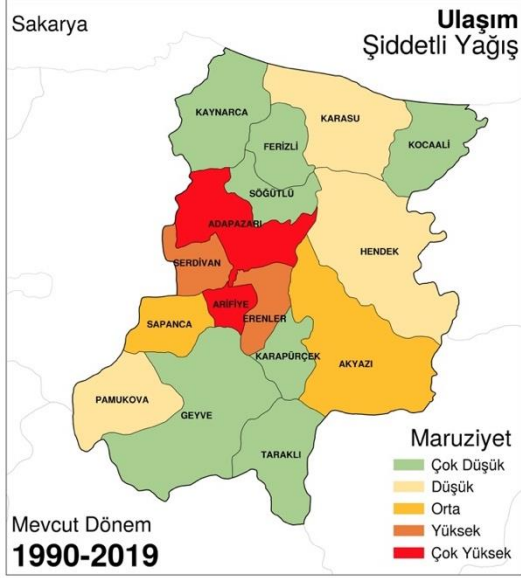 Sakarya
Ulaşım
Şiddetli Yağış
KAYNARCA
KARASU
FERİZLİ
KOCAALİ
SÖĞÜTLÜ
ADAPAZARI
HENDEK
SERDİVAN
ARİFİYE
ERENLER
SAPANCA
KARAPÜRÇEK
AKYAZI
PAMUKOVA
GEYVE
TARAKLI
Maruziyet
Çok Düşük
Düşük
Orta
Yüksek
Çok Yüksek
Mevcut Dönem
1990-2019